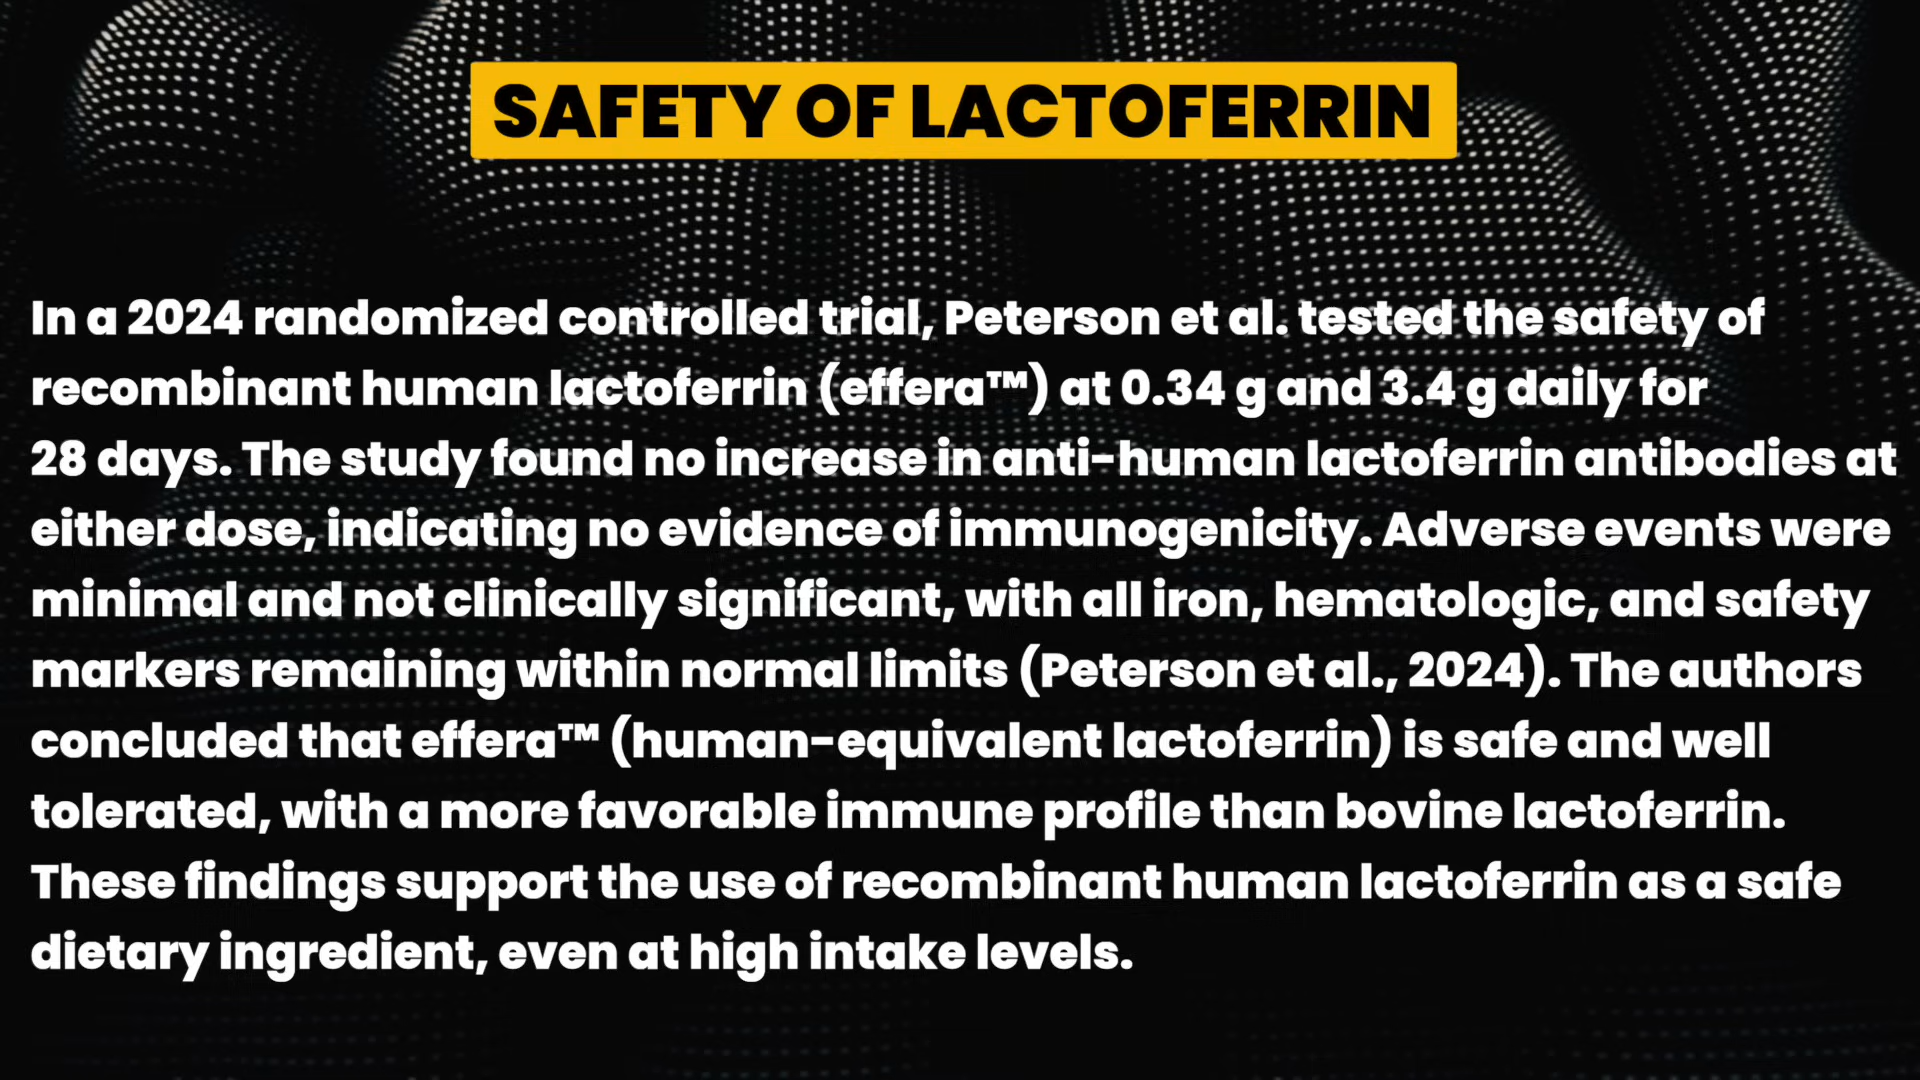 SAFETY OF LACTOFERRIN
In a 2024 randomized controlled trial, Peterson et al. tested the safety of
recombinant human lactoferrin (effera™) at 0.34 g and 3.4 g daily for
28 days. The study found no increase in anti-human lactoferrin antibodies at
either dose, indicating no evidence of immunogenicity. Adverse events were
minimal and not clinically significant, with all iron, hematologic, and safety
markers remaining within normal limits (Peterson et al., 2024). The authors
concluded that effera™ (human-equivalent lactoferrin) is safe and well
tolerated, with a more favorable immune profile than bovine lactoferrin.
These findings support the use of recombinant human lactoferrin as a safe
dietary ingredient, even at high intake levels.